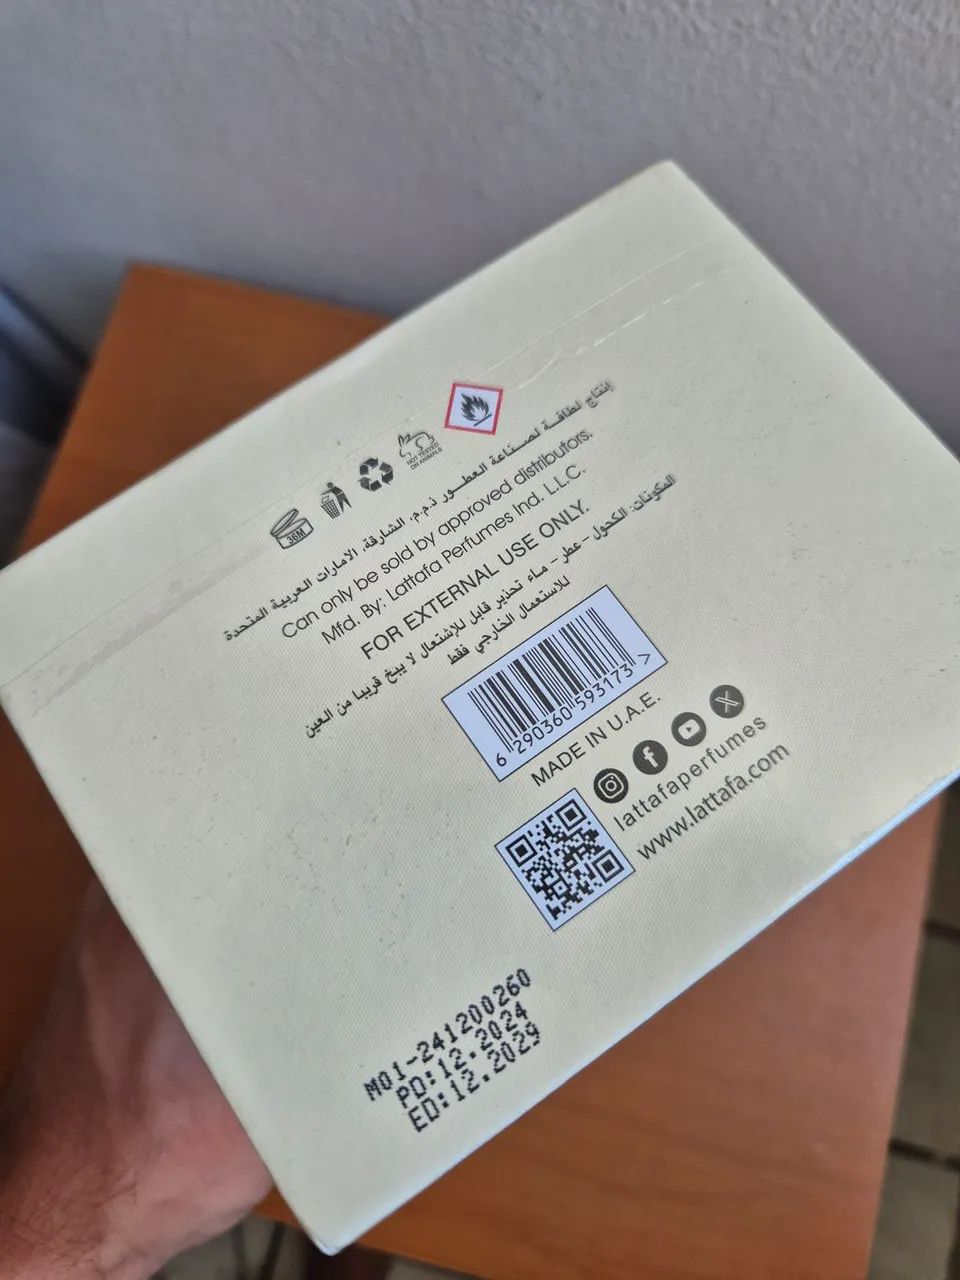 36M
NOT TESTED
ON ANIMALS
إنتاج لطافة لصناعة العطور ذ.م.م. الشارقة، الامارات العربية المتحدة
Can only be sold by approved distributors.
Mfd. By: Lattafa Perfumes Ind. L.L.C.
FOR EXTERNAL USE ONLY.
المكونات: الكحول - عطر - ماء تحذير قابل للإشتعال لا يبخ قريبا من العين
للاستعمال الخارجي فقط
6 290360 593173 >
MADE IN U.A.E.
lattafaperfumes
www.lattafa.com
M01-241200260
PD:12.2024
ED:12.2029